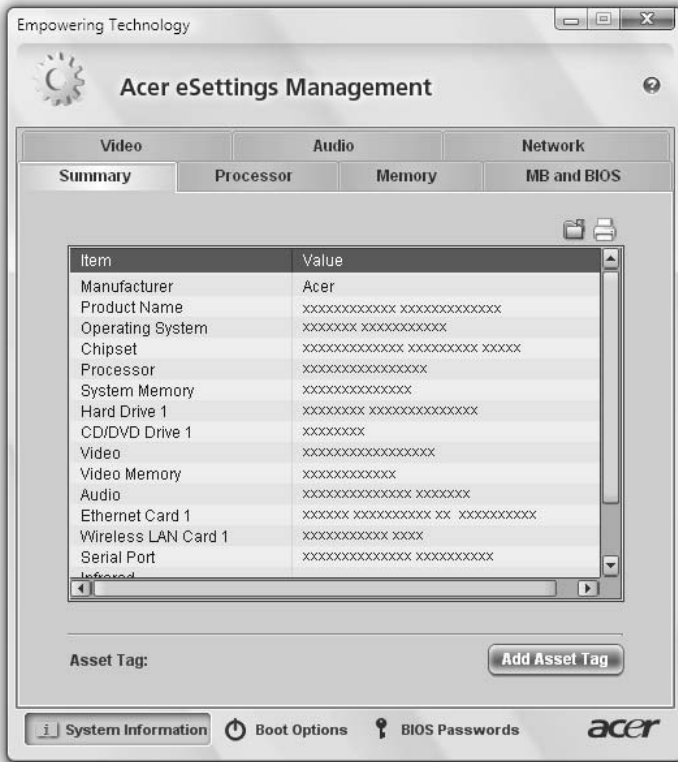 Empowering Technology
Acer eSettings Management
Video Audio Network
Summary Processor Memory MB and BIOS
Item Value
Manufacturer Acer
Product Name xxxxxxxxxxxx xxxxxxxxxxxxx
Operating System xxxxxxx xxxxxxxxxxx
Chipset xxxxxxxxxxxxx xxxxxxxxx xxxxx
Processor xxxxxxxxxxxxxxxx
System Memory xxxxxxxxxxxxxx
Hard Drive 1 xxxxxxxx xxxxxxxxxxxxxx
CD/DVD Drive 1 xxxxxxxx
Video xxxxxxxxxxxxxxxxx
Video Memory xxxxxxxxxxxx
Audio xxxxxxxxxxxxxx xxxxxxx
Ethernet Card 1 xxxxxx xxxxxxxxxx xx xxxxxxxxxx
Wireless LAN Card 1 xxxxxxxxxxx xxxx
Serial Port xxxxxxxxxxxxxx xxxxxxxxxx
Infrared
Asset Tag: Add Asset Tag
i System Information Boot Options BIOS Passwords acer